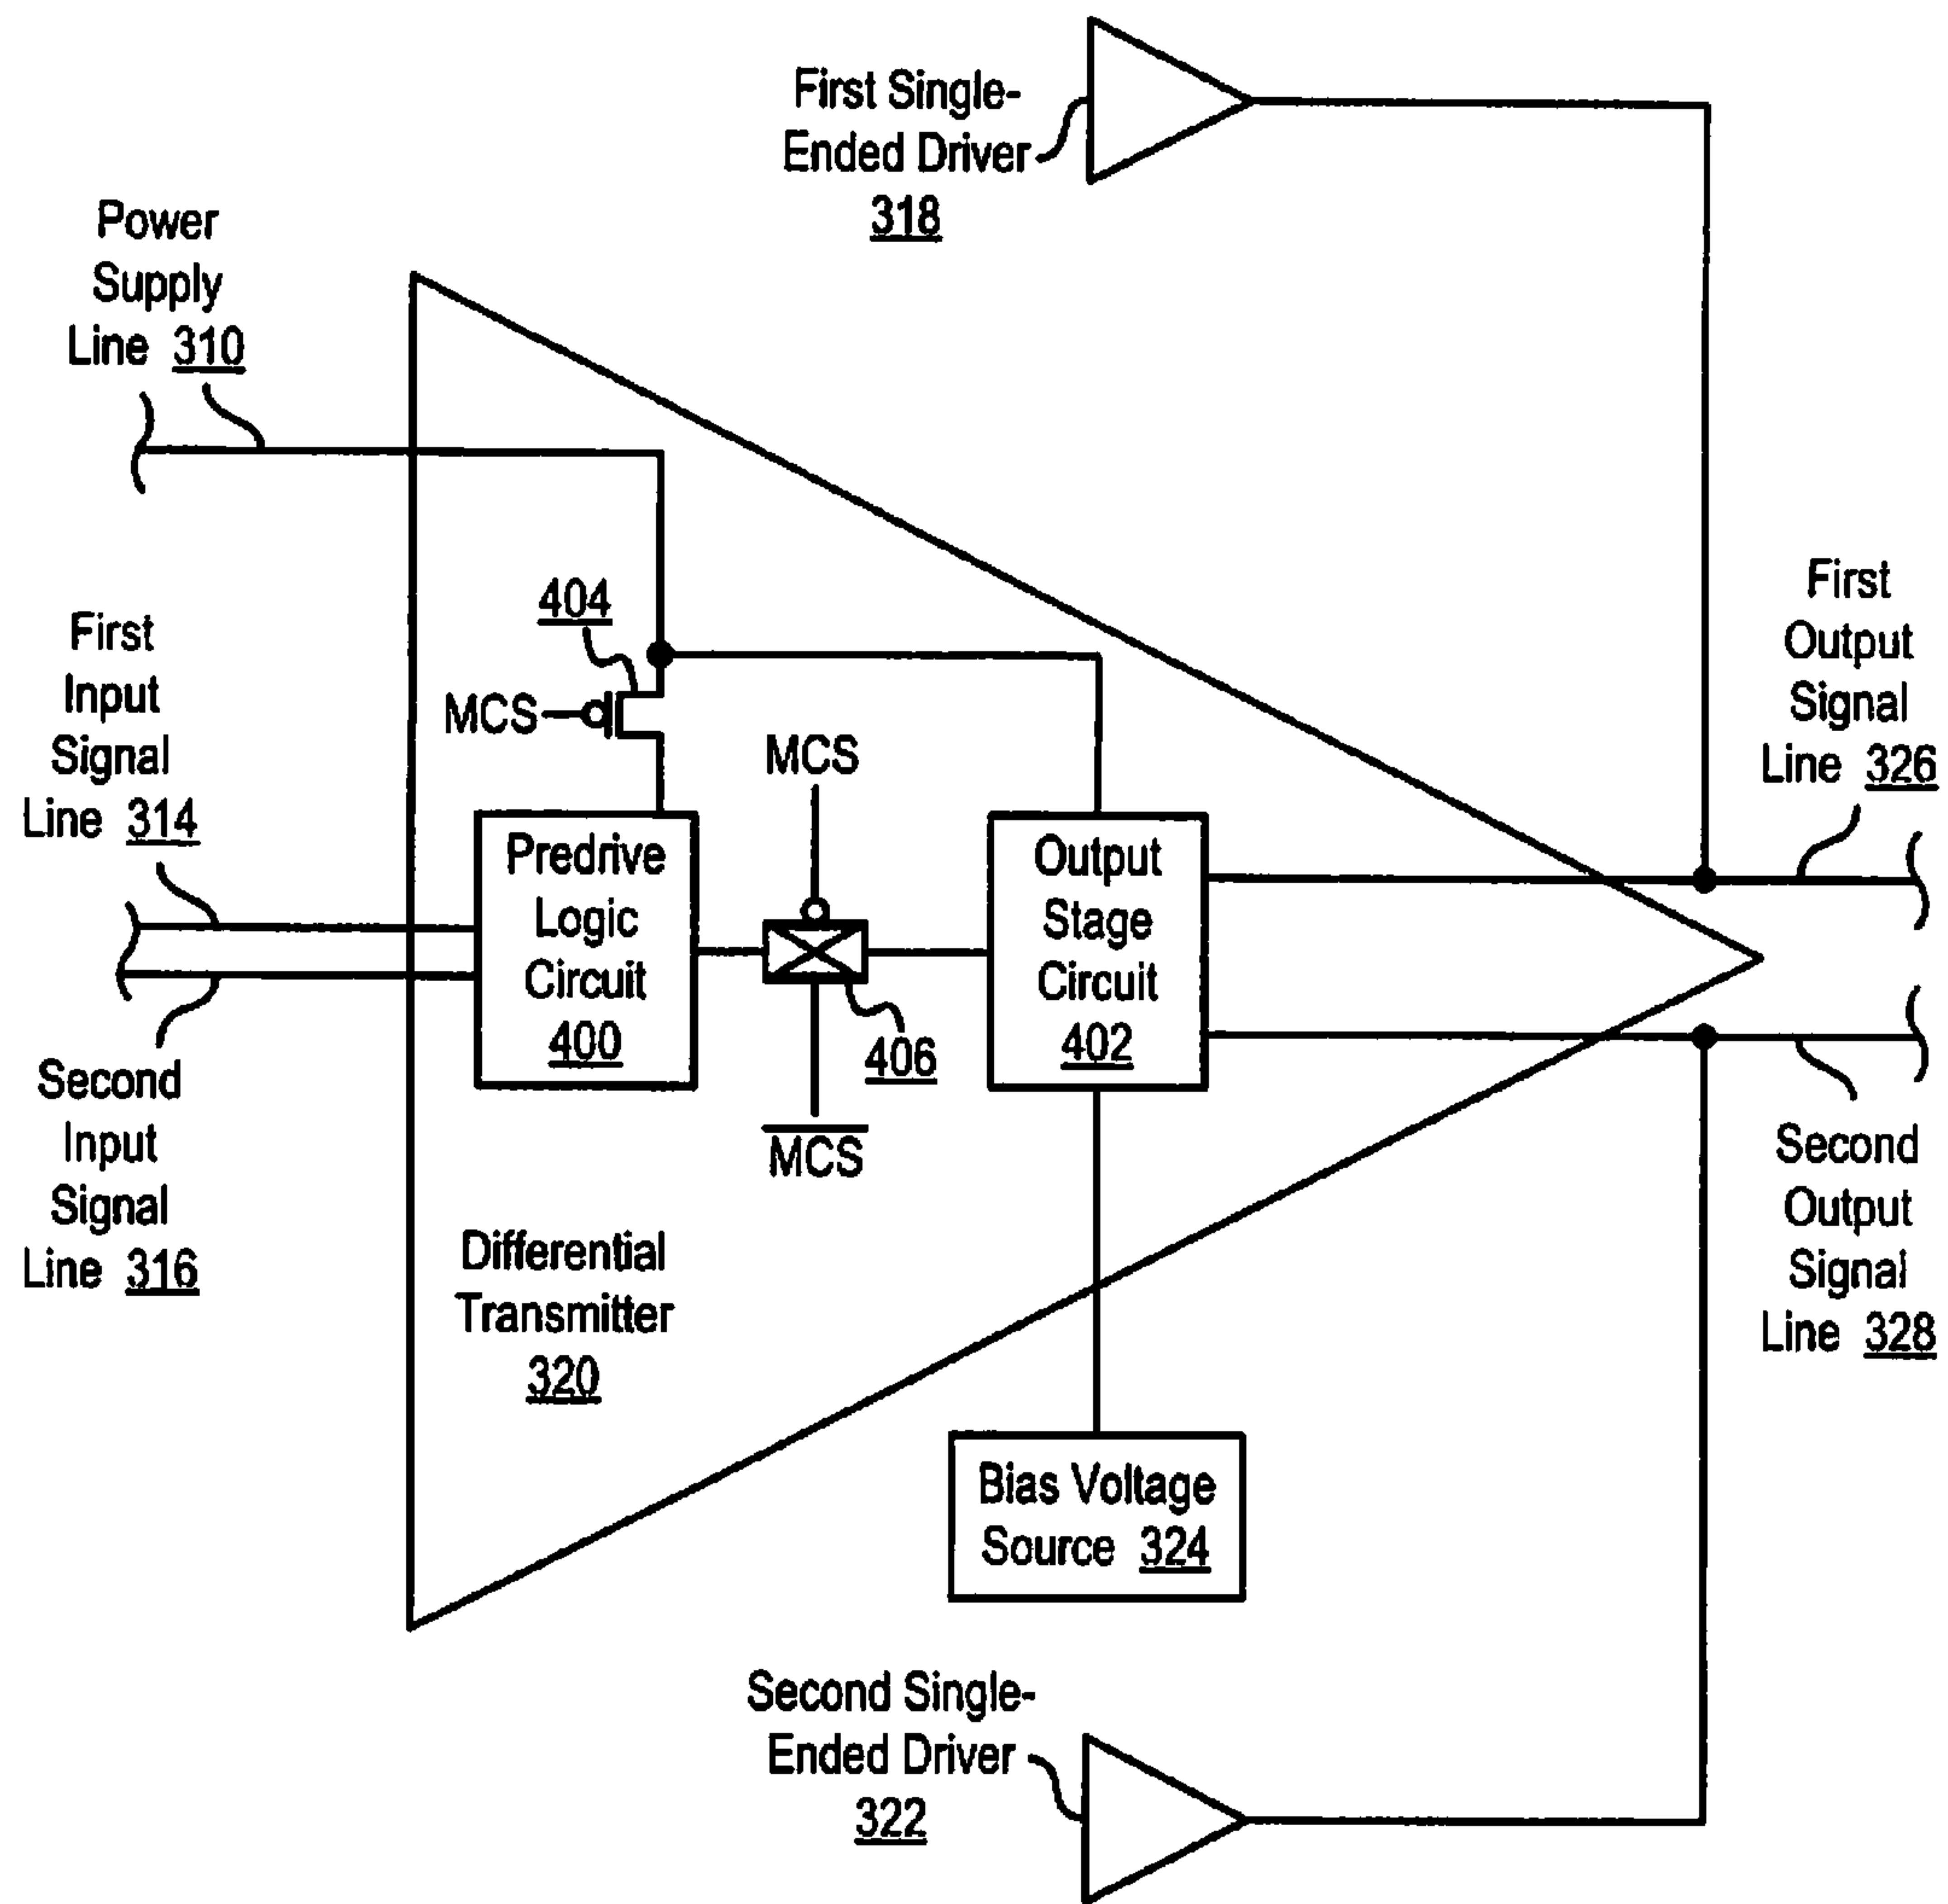 First Single-
Ended Driver
318
Power
Supply
Line 310
404
MCS
MCS
First
Input
Signal
Line 314
Second
Input
Signal
Line 316
Predrive
Logic
Circuit
400
406
MCS
Output
Stage
Circuit
402
First
Output
Signal
Line 326
Second
Output
Signal
Line 328
Differential
Transmitter
320
Bias Voltage
Source 324
Second Single-
Ended Driver
322